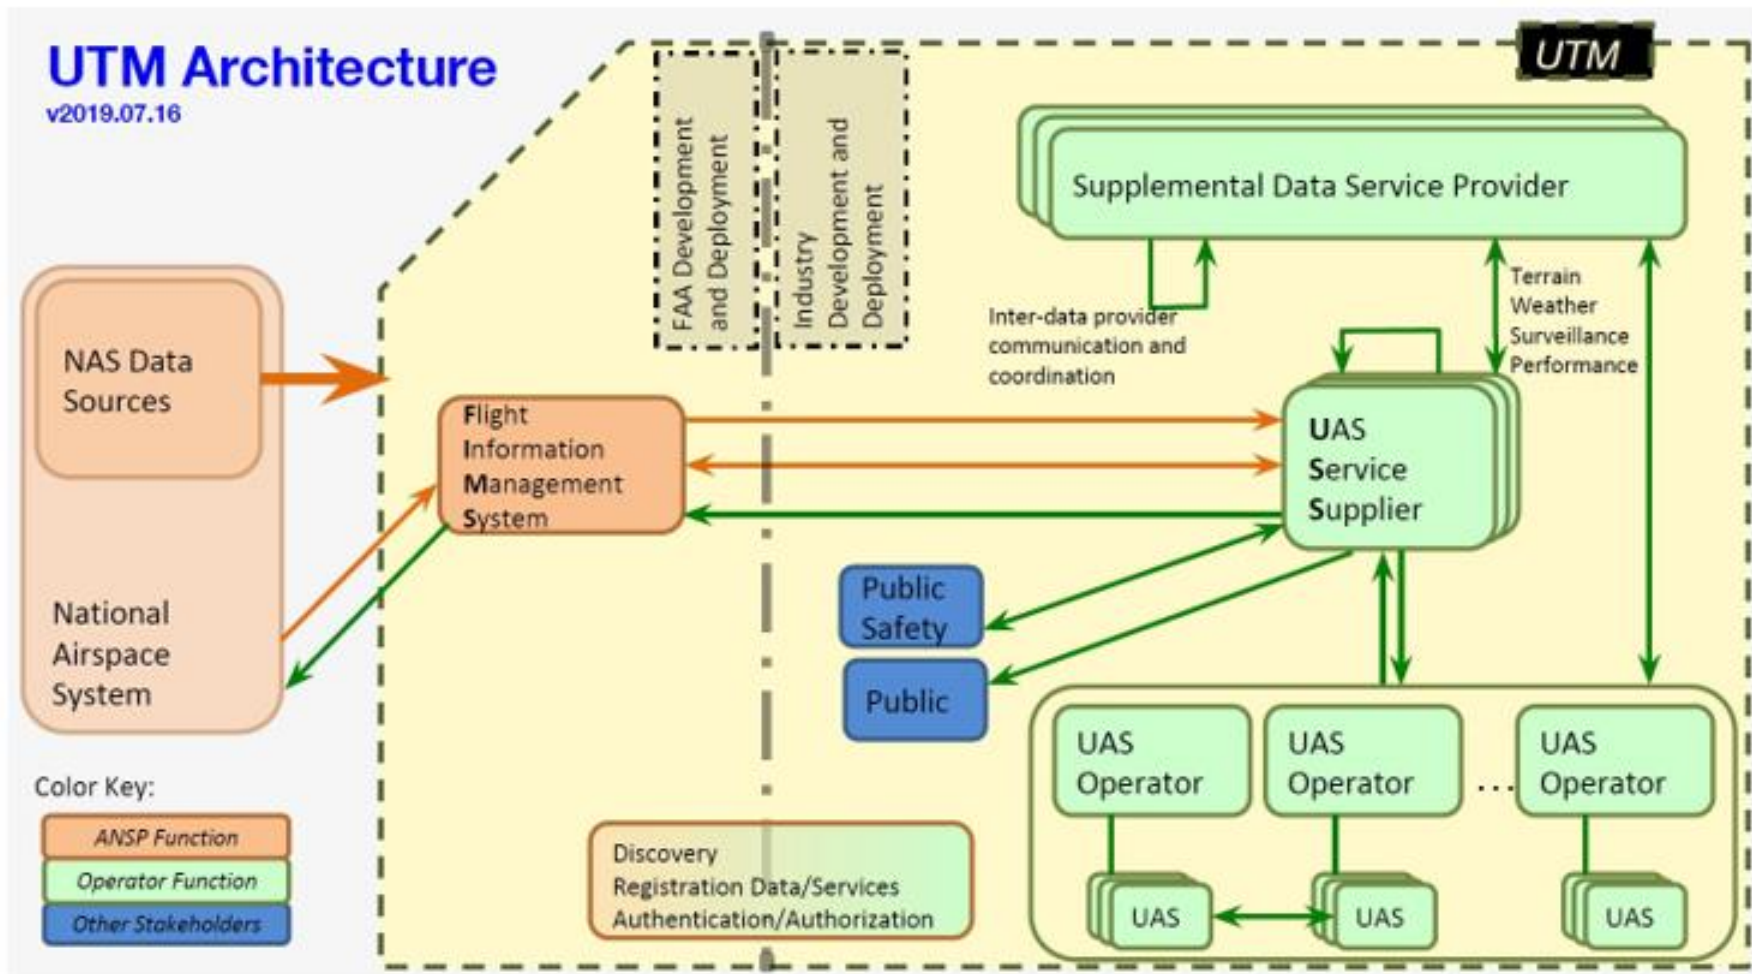 UTM Architecture
v2019.07.16
UTM
FAA Development
and Deployment
Industry
Development and
Deployment
Supplemental Data Service Provider
Inter-data provider
communication and
coordination
Terrain
Weather
Surveillance
Performance
NAS Data
Sources
National
Airspace
System
Flight
Information
Management
System
UAS
Service
Supplier
Public
Safety
Public
UAS
Operator
UAS
Operator
...
UAS
Operator
UAS
UAS
UAS
Discovery
Registration Data/Services
Authentication/Authorization
Color Key:
ANSP Function
Operator Function
Other Stakeholders